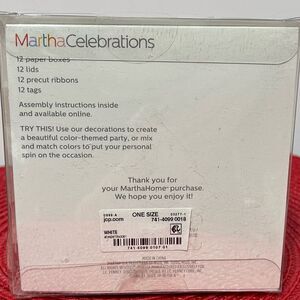 MarthaCelebrations
12 paper boxes
12 lids
12 precut ribbons
12 tags
Assembly instructions inside
and available online.
TRY THIS! Use our decorations to create
a beautiful color-themed party, or mix
and match colors to put your personal
spin on the occasion.
Thank you for
your MarthaHome purchase.
We hope you enjoy it!
jcp.com ONE SIZE
741-4099 0018
WHITE
MADE IN CHINA